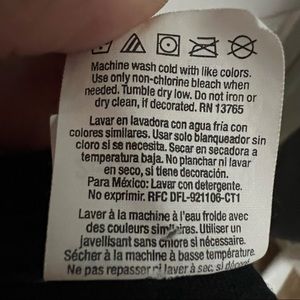 Machine wash cold with like colors.
Use only non-chlorine bleach when
needed. Tumble dry low. Do not iron or
dry clean, if decorated. RN 13765
Lavar en lavadora con agua fría con
colores similares. Usar solo blanqueador sin
cloro si se necesita. Secar en secadora a
temperatura baja. No planchar ni lavar
en seco, si tiene decoración.
Para México: Lavar con detergente.
No exprimir. RFC DFL-921106-CT1
Laver à la machine à l'eau froide avec
des couleurs similaires. Utiliser un
javellisant sans chlore si nécessaire.
Sécher à la machine à basse température.
Ne pas repasser ni laver à sec, si décoré.